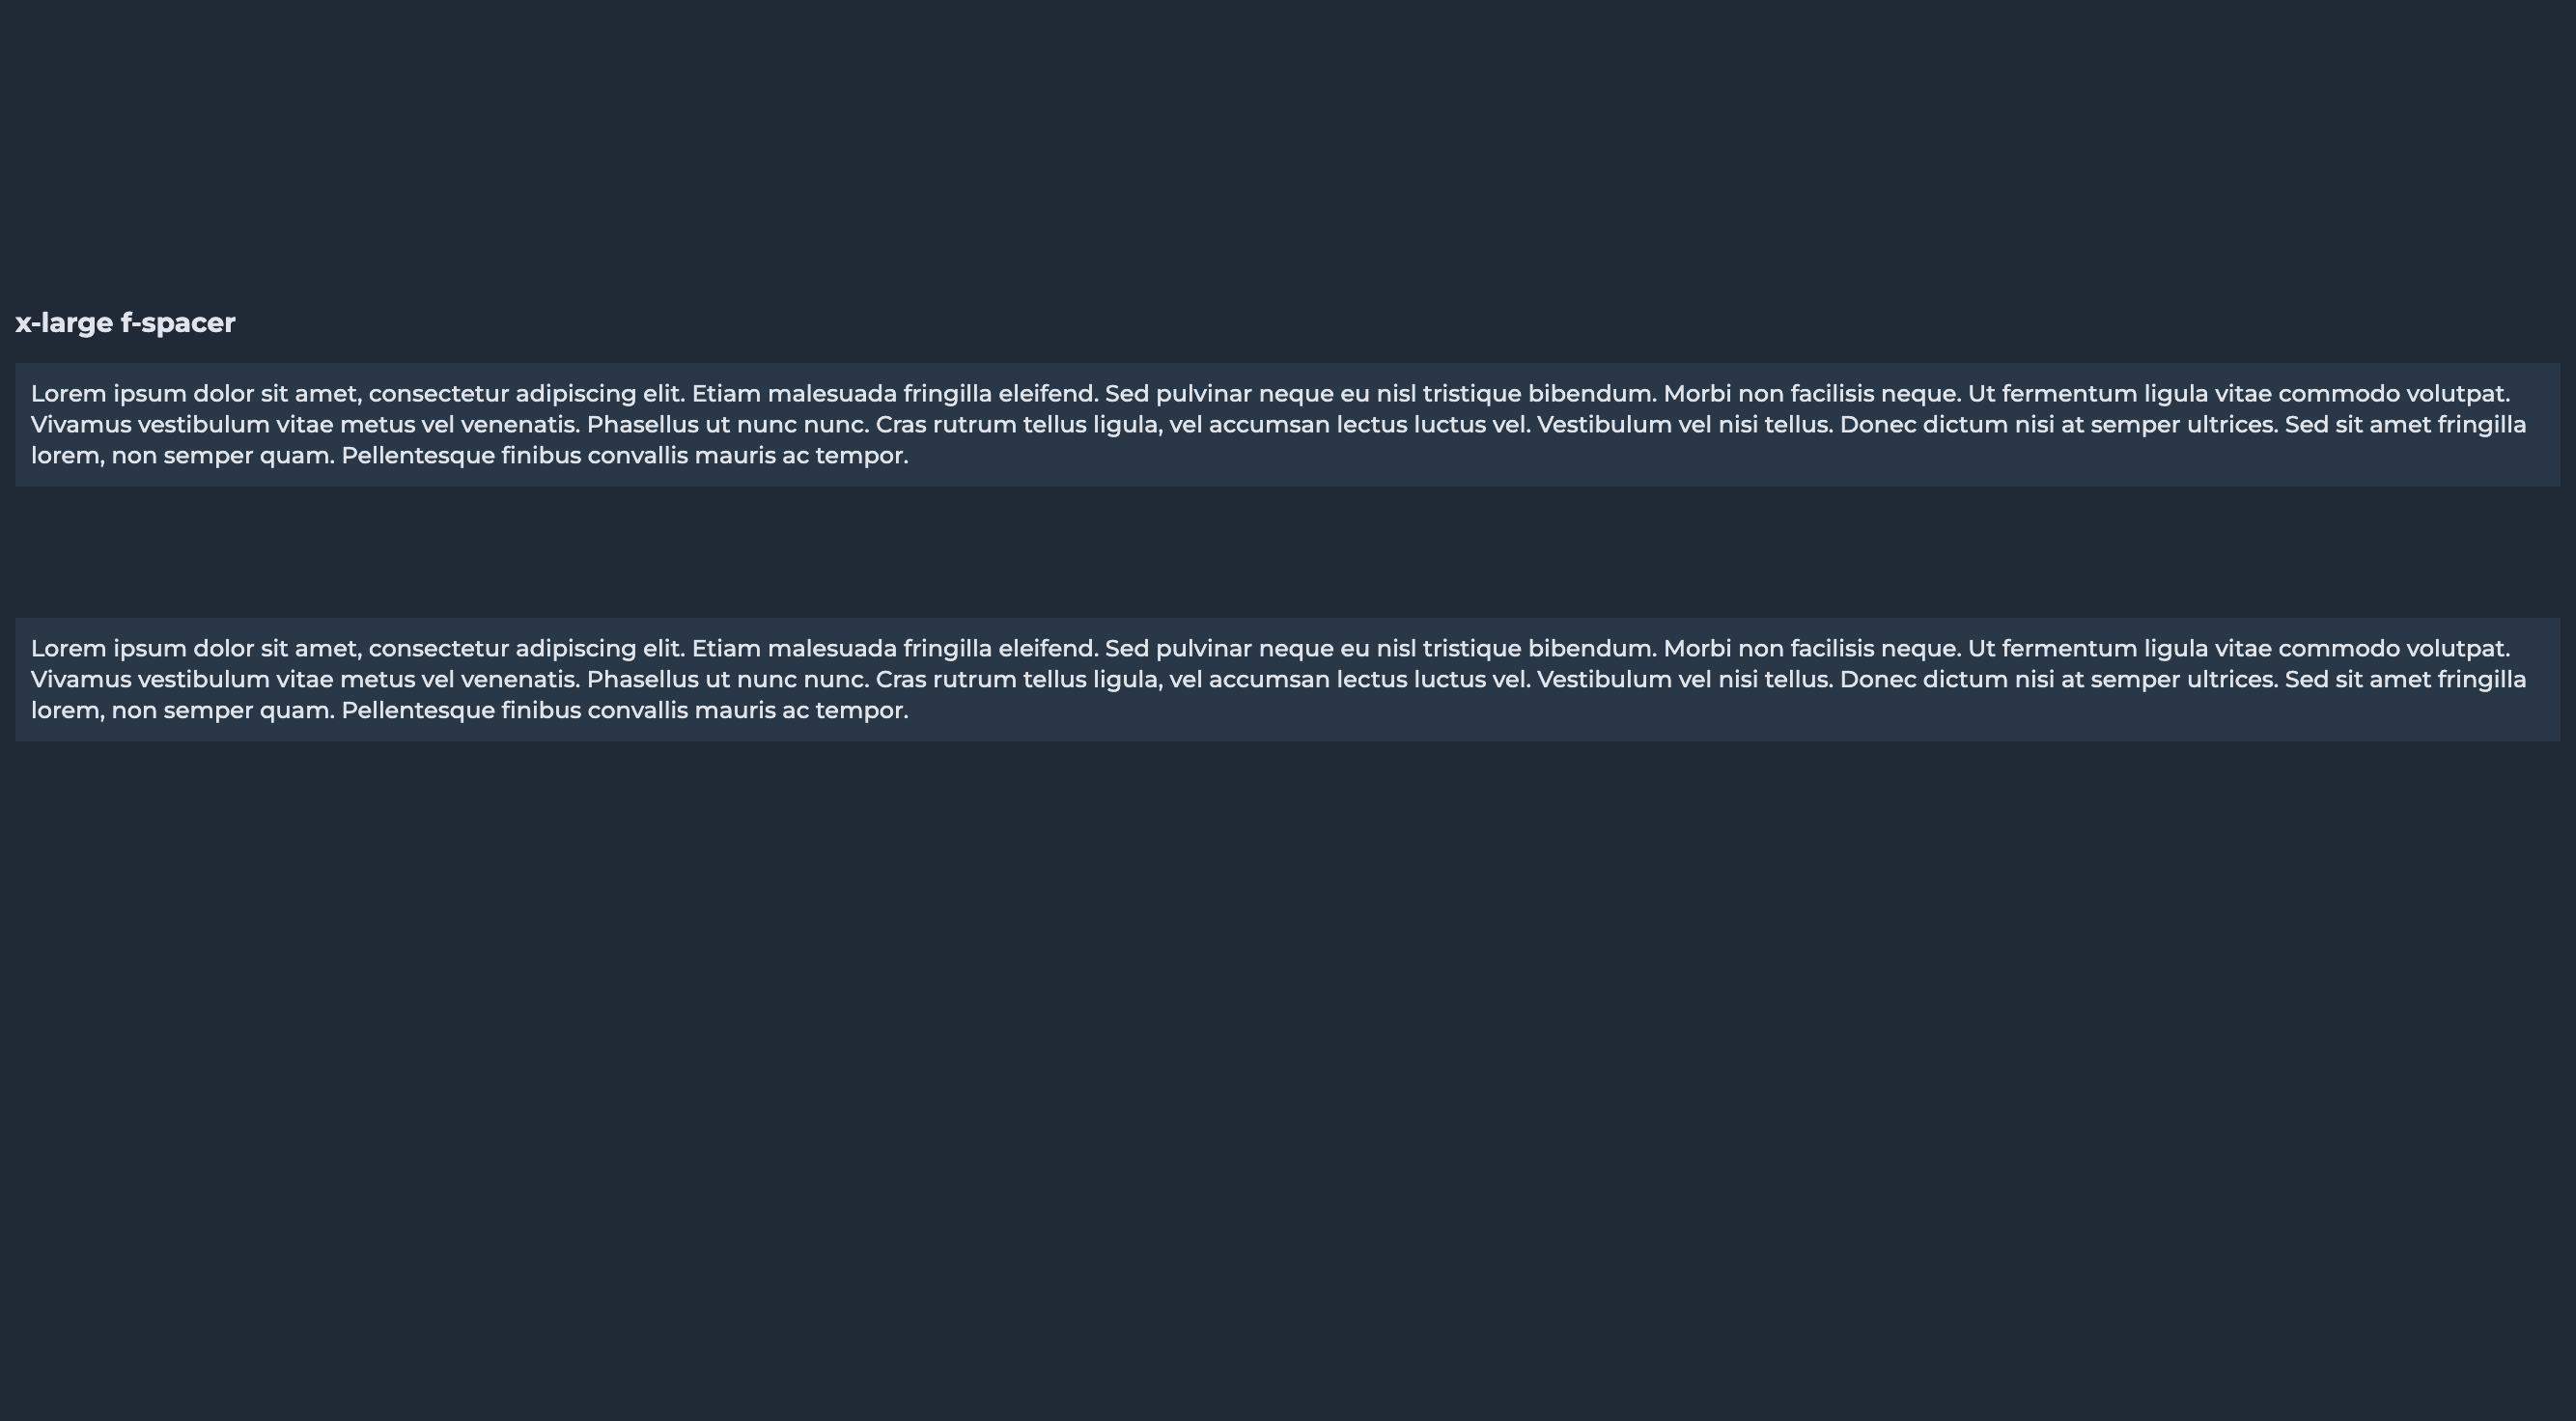 x-large f-spacer
Lorem ipsum dolor sit amet, consectetur adipiscing elit. Etiam malesuada fringilla eleifend. Sed pulvinar neque eu nisl tristique bibendum. Morbi non facilisis neque. Ut fermentum ligula vitae commodo volutpat.
Vivamus vestibulum vitae metus vel venenatis. Phasellus ut nunc nunc. Cras rutrum tellus ligula, vel accumsan lectus luctus vel. Vestibulum vel nisi tellus. Donec dictum nisi at semper ultrices. Sed sit amet fringilla
lorem, non semper quam. Pellentesque finibus convallis mauris ac tempor.
Lorem ipsum dolor sit amet, consectetur adipiscing elit. Etiam malesuada fringilla eleifend. Sed pulvinar neque eu nisl tristique bibendum. Morbi non facilisis neque. Ut fermentum ligula vitae commodo volutpat.
Vivamus vestibulum vitae metus vel venenatis. Phasellus ut nunc nunc. Cras rutrum tellus ligula, vel accumsan lectus luctus vel. Vestibulum vel nisi tellus. Donec dictum nisi at semper ultrices. Sed sit amet fringilla
lorem, non semper quam. Pellentesque finibus convallis mauris ac tempor.